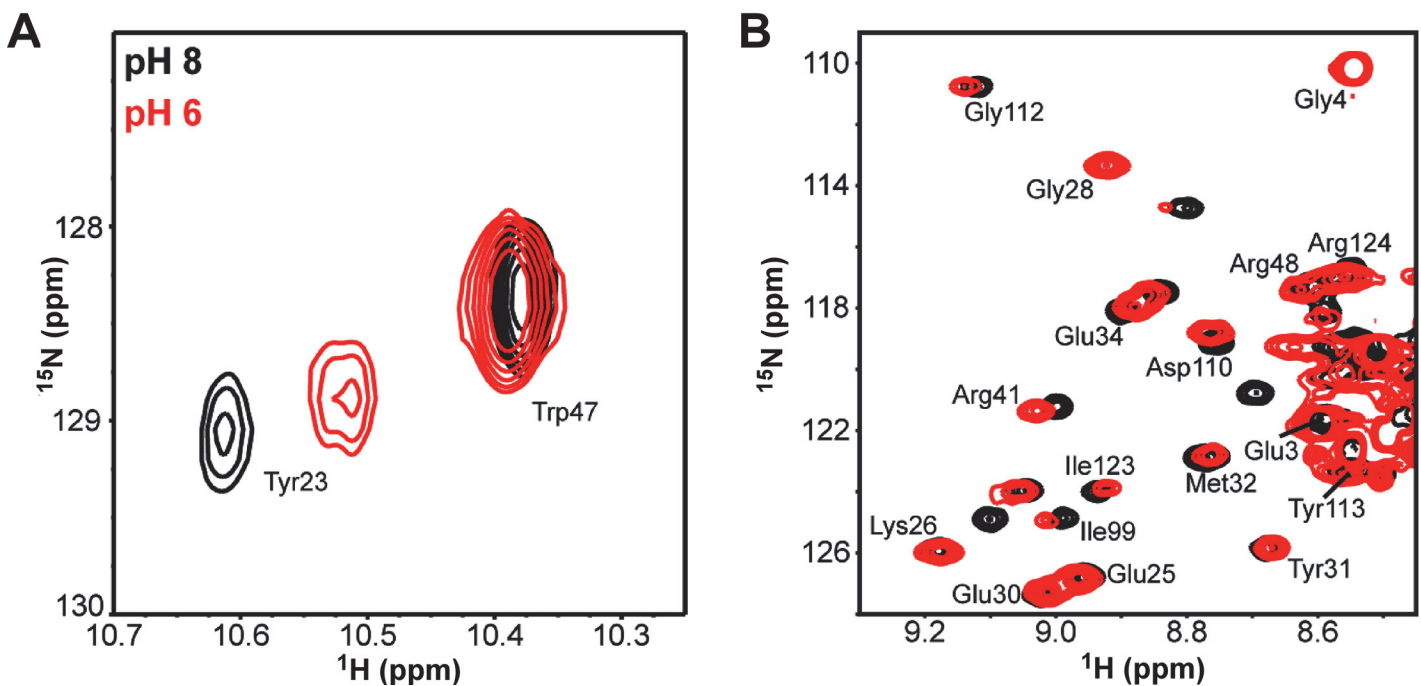 A
pH 8
pH 6
128
129
130
15N (ppm)
Tyr23
Trp47
10.7 10.6 10.5 10.4 10.3
1H (ppm)
B
110
114
118
122
126
15N (ppm)
Gly112
Gly4
Gly28
Arg124
Arg48
Glu34
Asp110
Arg41
Glu3
Ile123
Met32
Tyr113
Lys26
Ile99
Tyr31
Glu25
Glu30
9.2 9.0 8.8 8.6
1H (ppm)